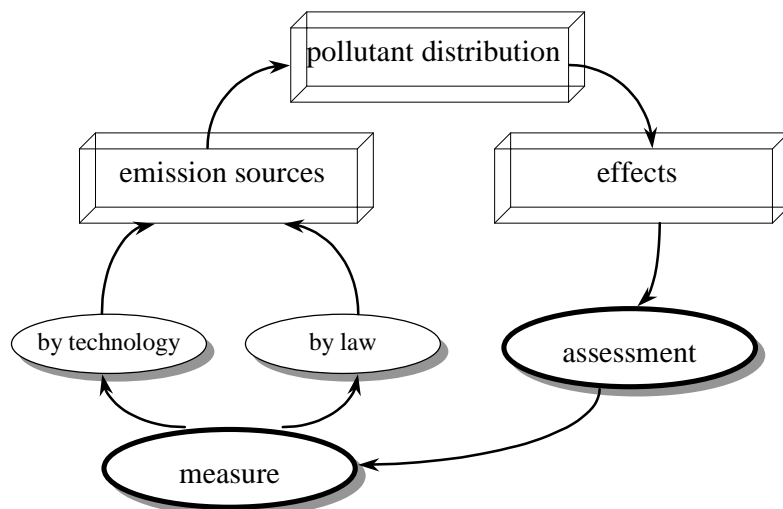 pollutant distribution
emission sources
effects
by technology
by law
assessment
measure